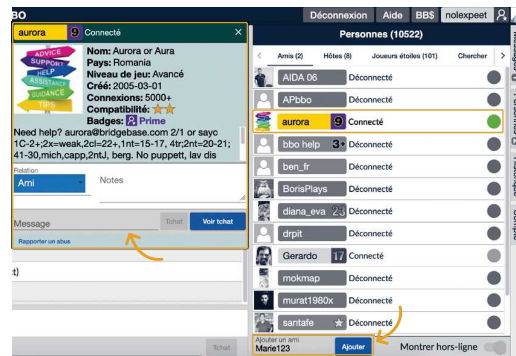 BO
Déconnexion Aide BB$ nolexpeet
aurora 9 Connecté ×
ADVICE
SUPPORT
HELP
ASSISTANCE
GUIDANCE
TIPS
Nom: Aurora or Aura
Pays: Romania
Niveau de jeu: Avancé
Créé: 2005-03-01
Connexions: 5000+
Compatibilité:
Badges: Prime
Need help? aurora@bridgebase.com 2/1 or sayc
1C-2+;2x=weak,2cl=22+,1nt=15-17, 4tr;2nt=20-21;
41-30,mich,capp,2ntJ, berg. No puppett, lav dis
Relation
Ami
Notes
Message Tchat Voir tchat
Rapporter un abus
t)
Tchat
Personnes (10522)
< Amis (2) Hôtes (8) Joueurs étoiles (101) Chercher >
AIDA 06 Déconnecté
APbbo Déconnecté
aurora 9 Connecté
bbo help 3+ Déconnecté
ben_fr Déconnecté
BorisPlays Déconnecté
diana_eva 23 Déconnecté
drpit Déconnecté
Gerardo 17 Connecté
mokmap Déconnecté
murat1980x Déconnecté
santafe Déconnecté
Ajouter un ami
Marie123 Ajouter Montrer hors-ligne